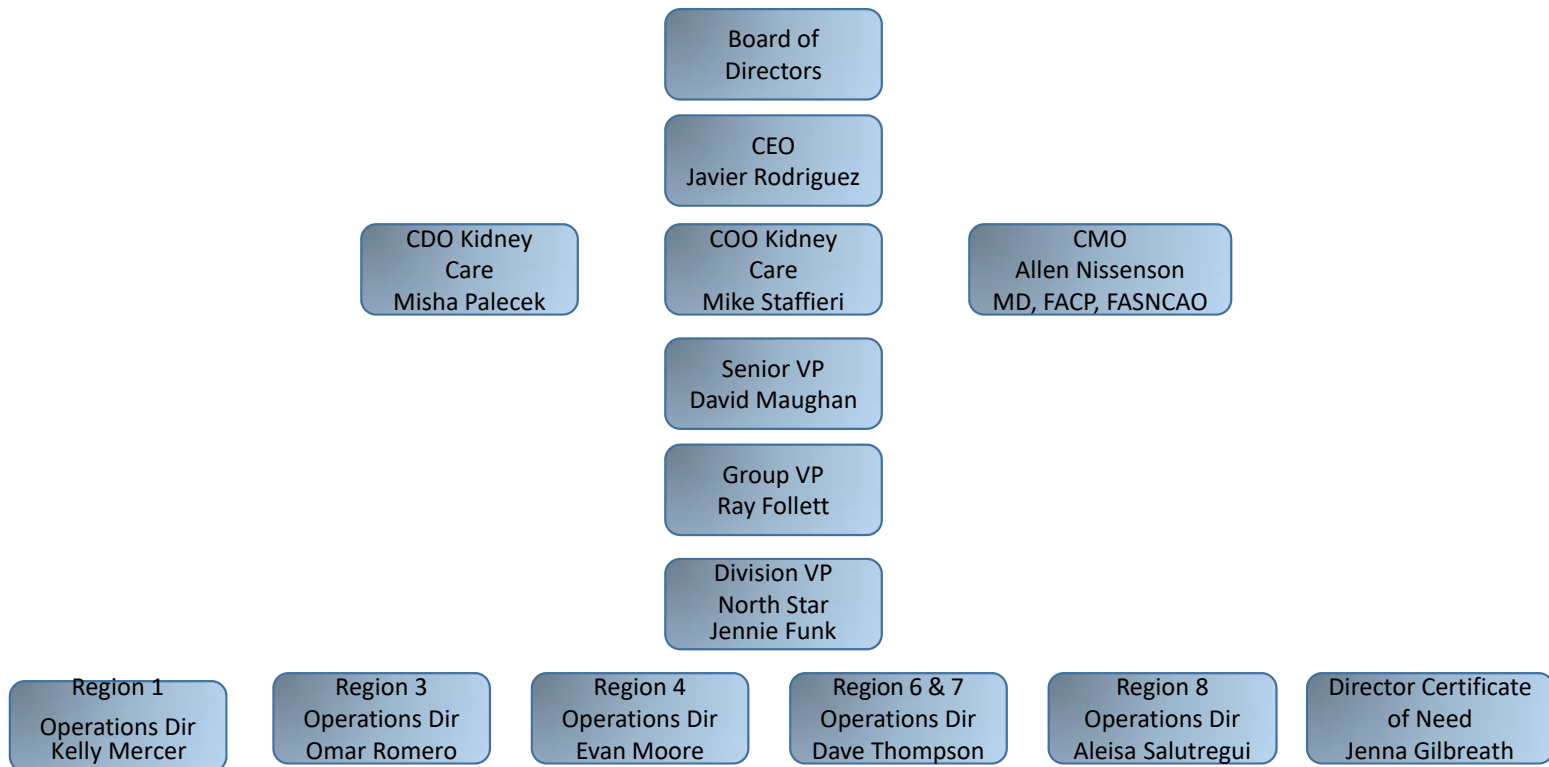 Board of
Directors
CEO
Javier Rodriguez
CDO Kidney
Care
Misha Palecek
COO Kidney
Care
Mike Staffieri
CMO
Allen Nissenson
MD, FACP, FASNCAO
Senior VP
David Maughan
Group VP
Ray Follett
Division VP
North Star
Jennie Funk
Region 1
Operations Dir
Kelly Mercer
Region 3
Operations Dir
Omar Romero
Region 4
Operations Dir
Evan Moore
Region 6 & 7
Operations Dir
Dave Thompson
Region 8
Operations Dir
Aleisa Salutregui
Director Certificate
of Need
Jenna Gilbreath